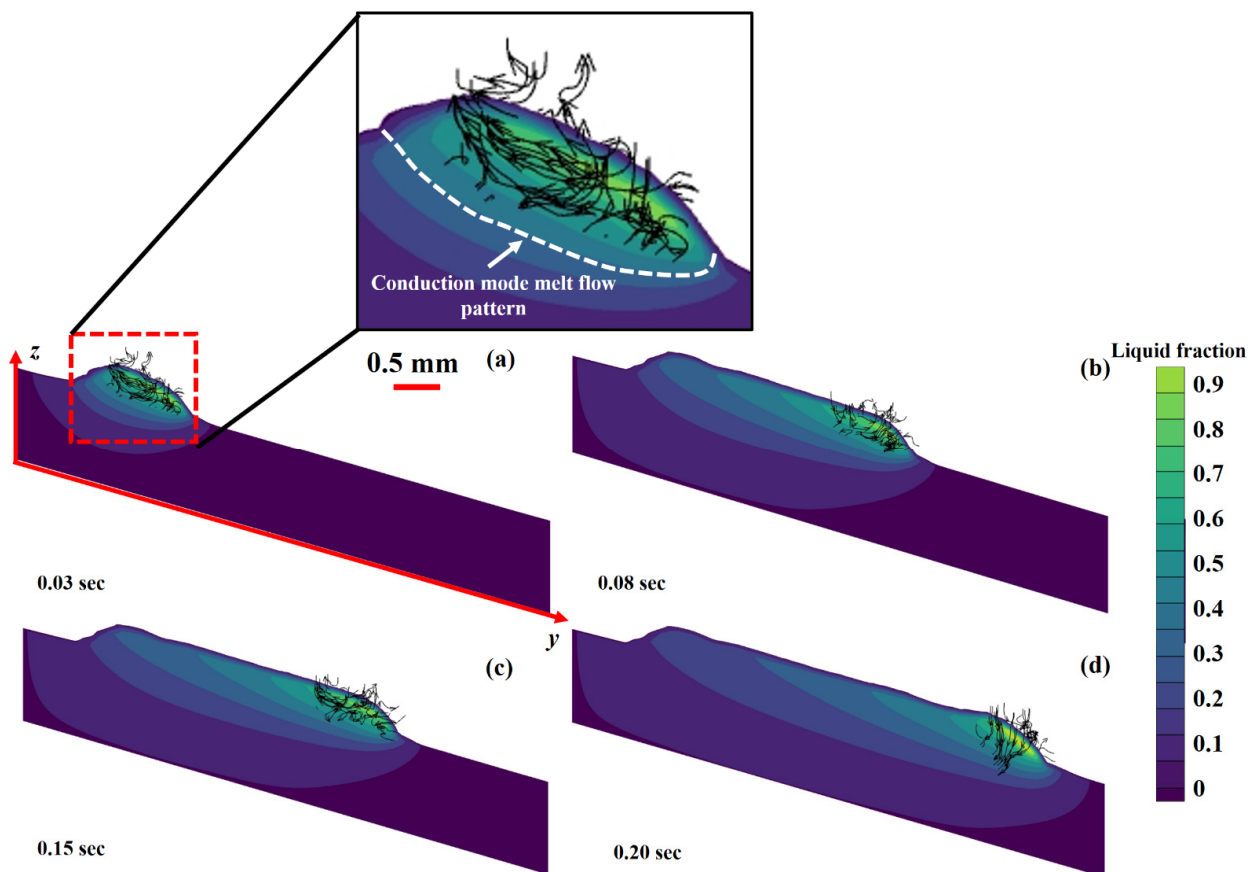 Conduction mode melt flow
pattern
z
0.5 mm
(a)
(b)
Liquid fraction
0.9
0.8
0.7
0.6
0.5
0.4
0.3
0.2
0.1
0
0.03 sec
0.08 sec
y
(c)
(d)
0.15 sec
0.20 sec